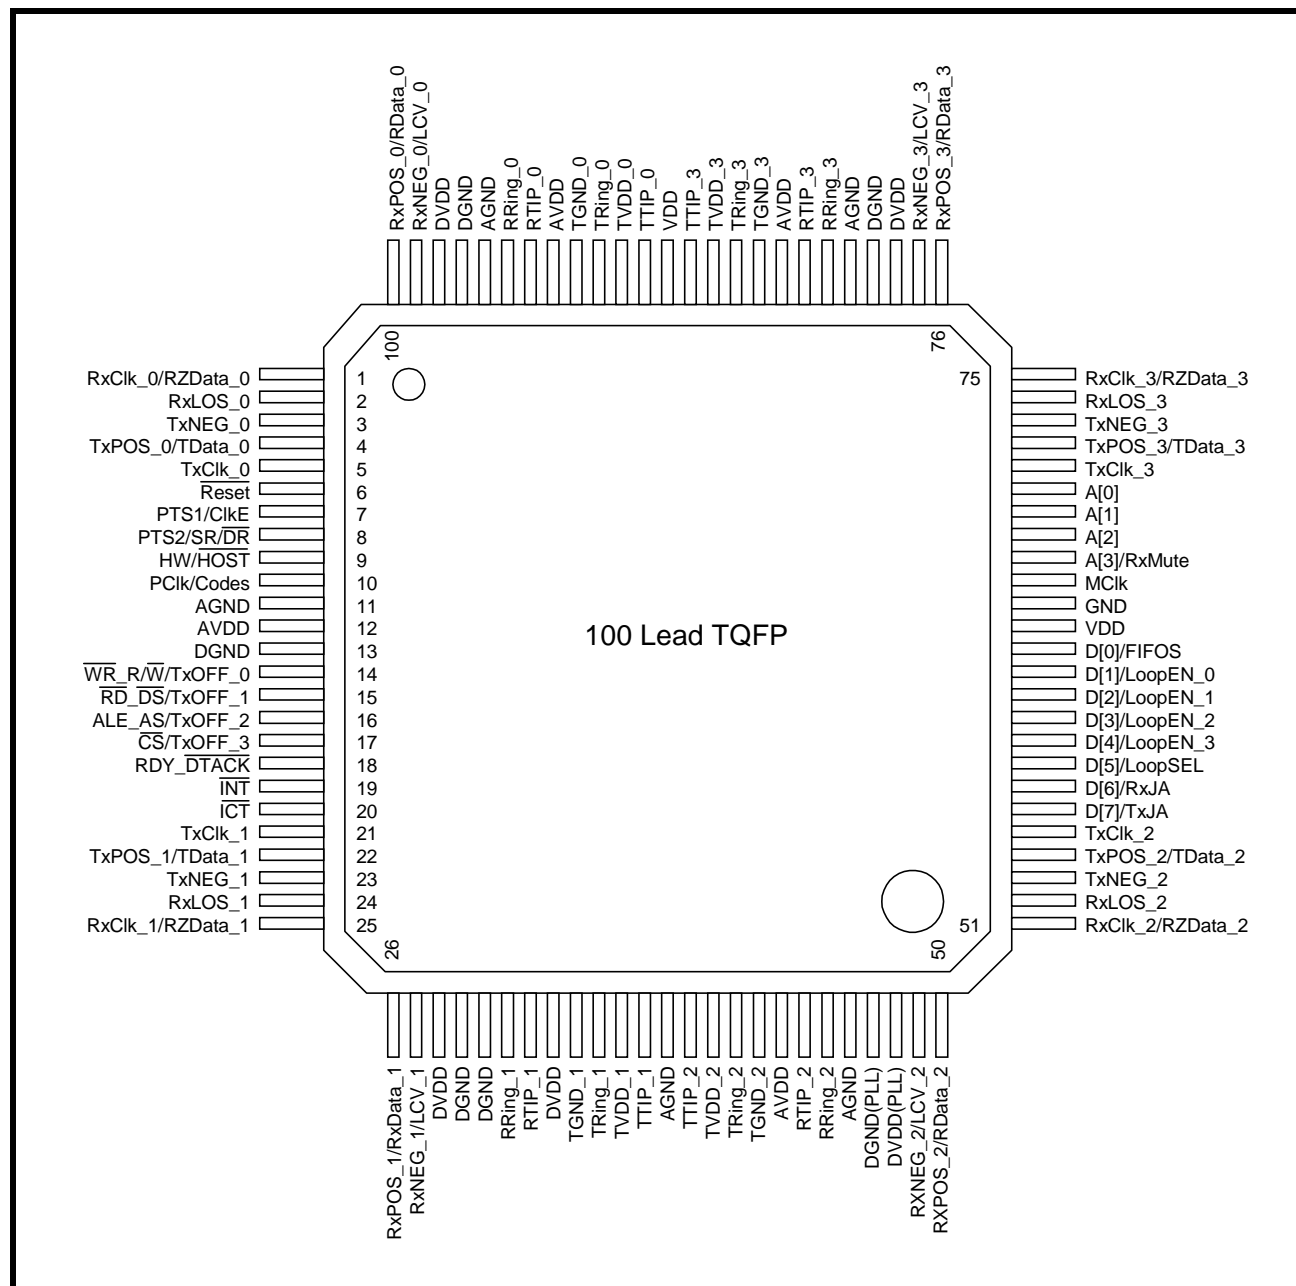 RxPOS_0/RData_0
RxNEG_0/LCV_0
DVDD
DGND
AGND
RRing_0
RTIP_0
AVDD
TGND_0
TRing_0
TVDD_0
TTIP_0
VDD
TTIP_3
TVDD_3
TRing_3
TGND_3
AVDD
RTIP_3
RRing_3
AGND
DGND
DVDD
RxNEG_3/LCV_3
RxPOS_3/RData_3
100
76
RxClk_0/RZData_0 1
RxLOS_0 2
TxNEG_0 3
TxPOS_0/TData_0 4
TxClk_0 5
Reset 6
PTS1/ClkE 7
PTS2/SR/DR 8
HW/HOST 9
PClk/Codes 10
AGND 11
AVDD 12
DGND 13
WR_R/W/TxOFF_0 14
RD_DS/TxOFF_1 15
ALE_AS/TxOFF_2 16
CS/TxOFF_3 17
RDY_DTACK 18
INT 19
ICT 20
TxClk_1 21
TxPOS_1/TData_1 22
TxNEG_1 23
RxLOS_1 24
RxClk_1/RZData_1 25
100 Lead TQFP
75 RxClk_3/RZData_3
RxLOS_3
TxNEG_3
TxPOS_3/TData_3
TxClk_3
A[0]
A[1]
A[2]
A[3]/RxMute
MClk
GND
VDD
D[0]/FIFOS
D[1]/LoopEN_0
D[2]/LoopEN_1
D[3]/LoopEN_2
D[4]/LoopEN_3
D[5]/LoopSEL
D[6]/RxJA
D[7]/TxJA
TxClk_2
TxPOS_2/TData_2
TxNEG_2
RxLOS_2
51 RxClk_2/RZData_2
26
50
RxPOS_1/RxData_1
RxNEG_1/LCV_1
DVDD
DGND
DGND
RRing_1
RTIP_1
DVDD
TGND_1
TRing_1
TVDD_1
TTIP_1
AGND
TTIP_2
TVDD_2
TRing_2
TGND_2
AVDD
RTIP_2
RRing_2
AGND
DGND(PLL)
DVDD(PLL)
RXNEG_2/LCV_2
RXPOS_2/RData_2